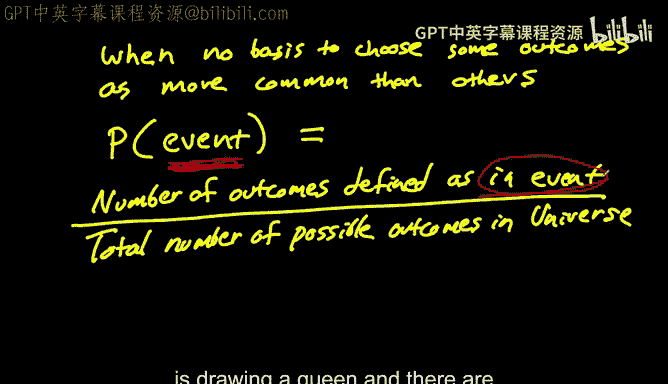 GPT中英字幕课程资源@bilibili
GPT中英字幕课程资源 bilibili
when no basis to choose some outcomes
as more common than others
P(event) =
Number of outcomes defined as in event
Total number of possible outcomes in Universe
is drawing a queen and there are